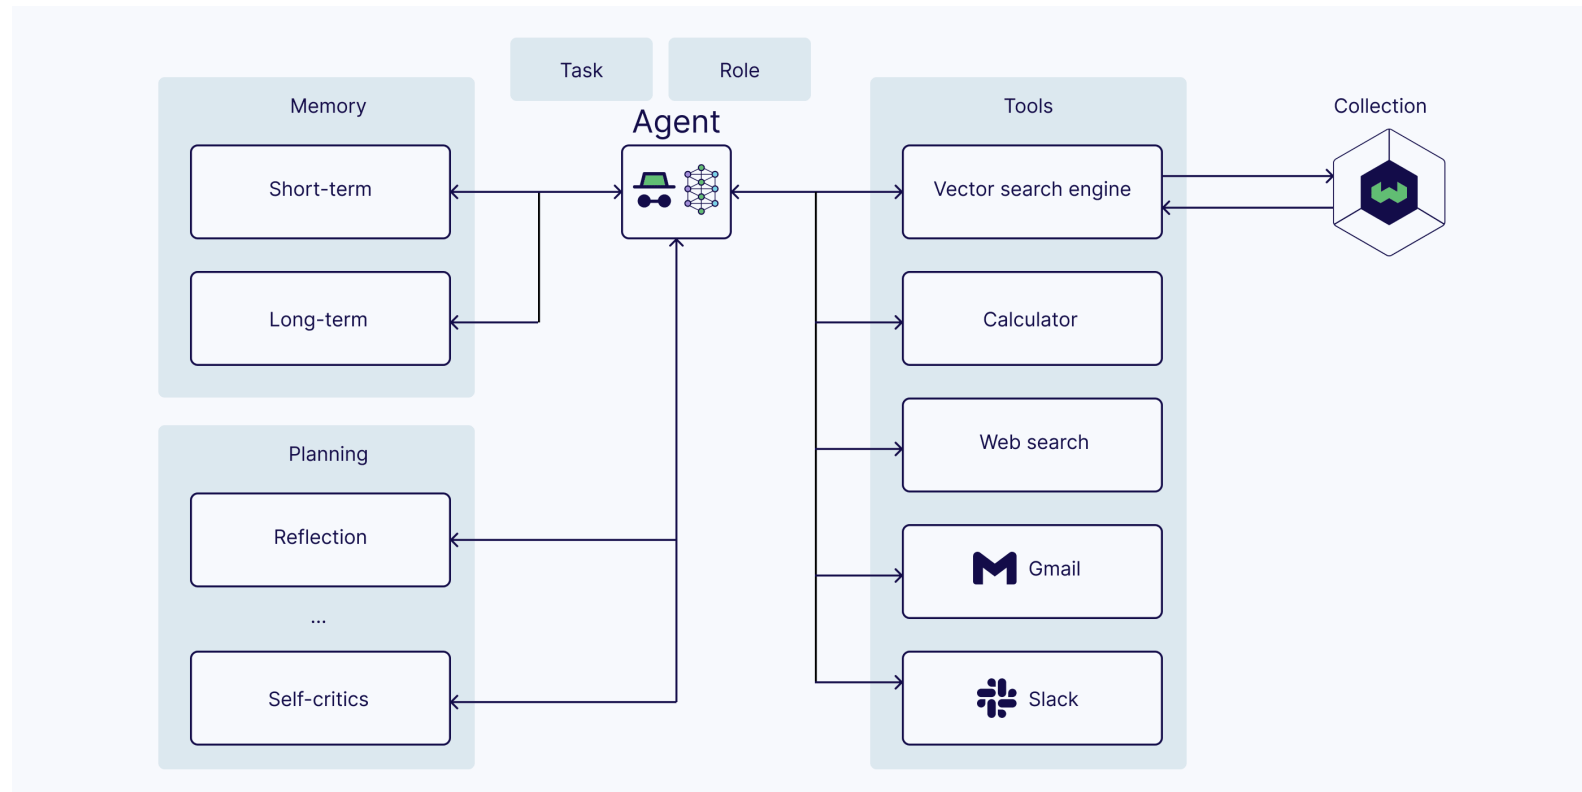 Task
Role
Agent
Memory
Short-term
Long-term
Planning
Reflection
...
Self-critics
Tools
Vector search engine
Calculator
Web search
Gmail
Slack
Collection